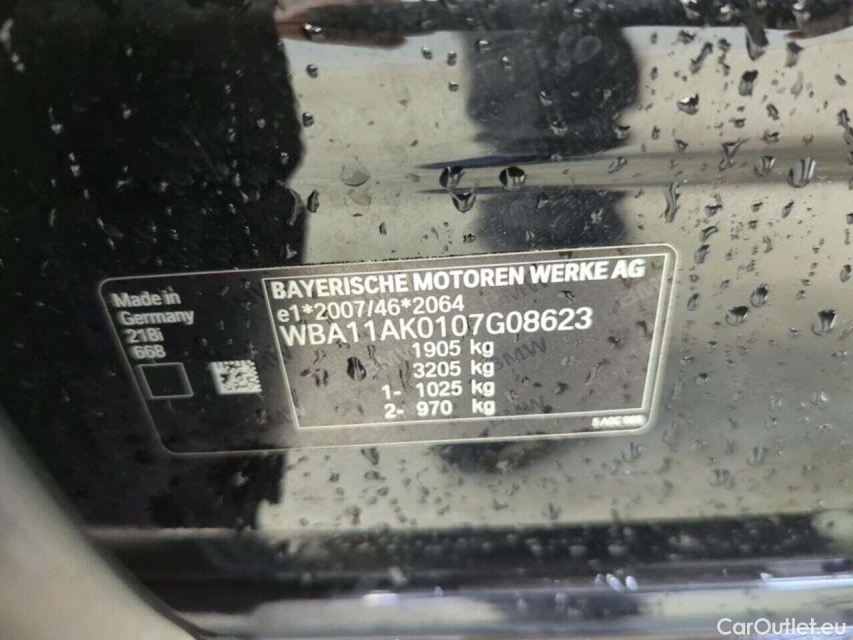 Made in
Germany
218i
668
BAYERISCHE MOTOREN WERKE AG
e1*2007/46*2064
WBA11AK0107G08623
1905 kg
3205 kg
1- 1025 kg
2- 970 kg
CarOutlet.eu